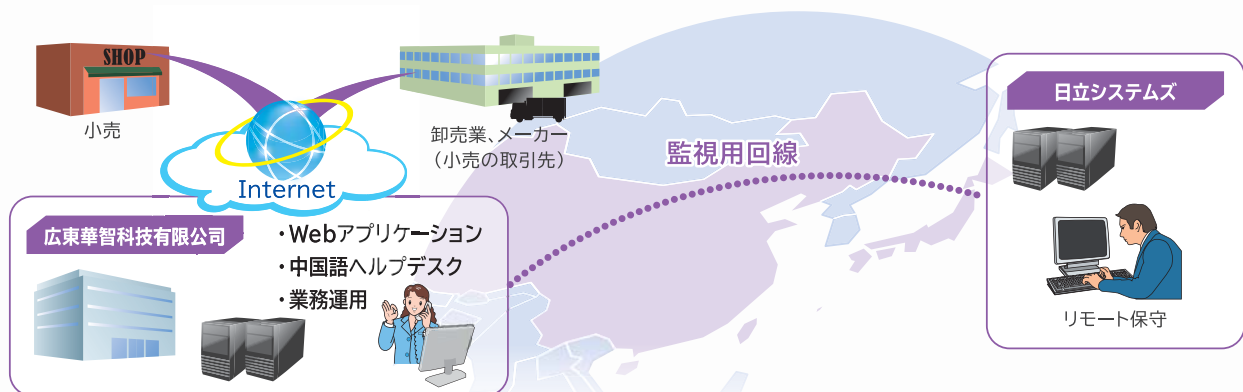 SHOP
小売
卸売業、メーカー
（小売の取引先）
Internet
監視用回線
日立システムズ
リモート保守
広東華智科技有限公司
・Webアプリケーション
・中国語ヘルプデスク
・業務運用